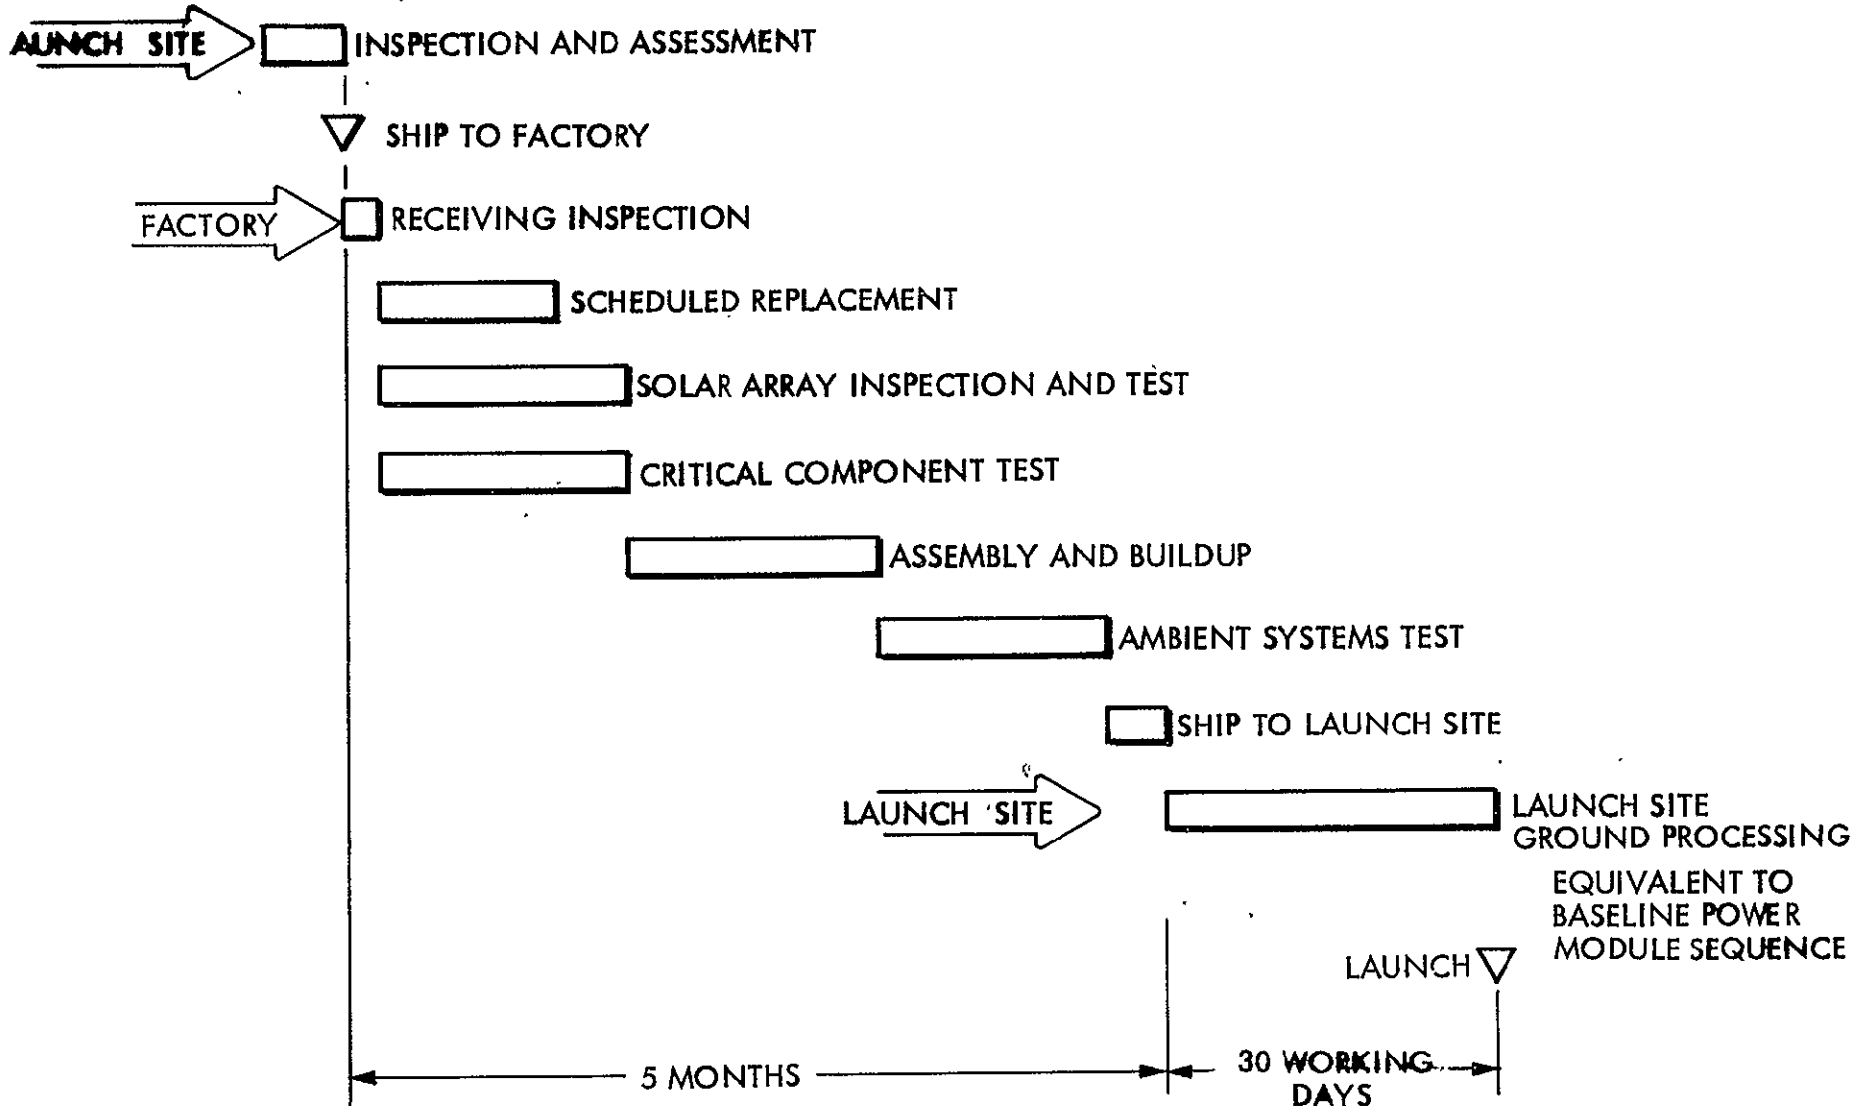 AUNCH SITE
INSPECTION AND ASSESSMENT
SHIP TO FACTORY
FACTORY
RECEIVING INSPECTION
SCHEDULED REPLACEMENT
SOLAR ARRAY INSPECTION AND TEST
CRITICAL COMPONENT TEST
ASSEMBLY AND BUILDUP
AMBIENT SYSTEMS TEST
SHIP TO LAUNCH SITE
LAUNCH SITE
LAUNCH SITE
GROUND PROCESSING
EQUIVALENT TO
BASELINE POWER
MODULE SEQUENCE
LAUNCH
5 MONTHS
30 WORKING
DAYS